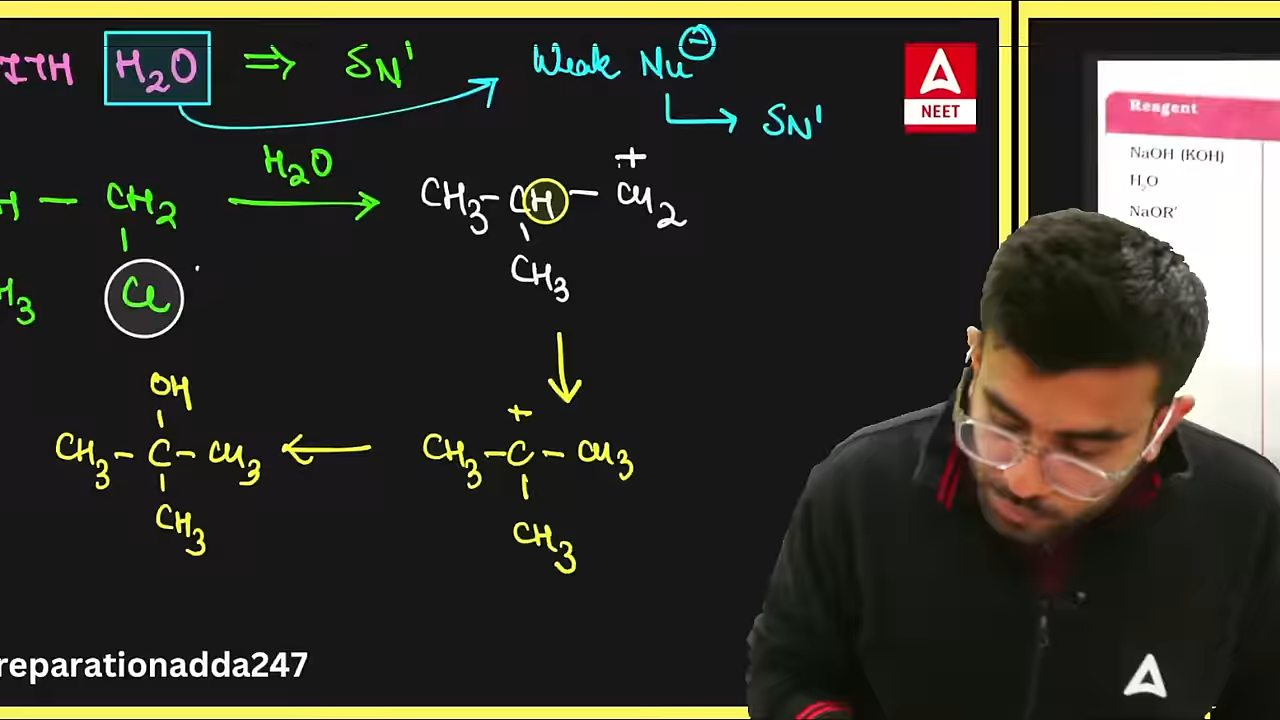 ITH H2O ⇒ SN1 Weak Nu⊖
↳ SN1
H — CH2 H2O → CH3-CH-CH2 +
H3 Cl CH3
↓
OH
CH3-C-CH3 ← CH3-C-CH3 +
CH3 CH3
reparationadda247
NEET
Reagent
NaOH (KOH)
H2O
NaOR'